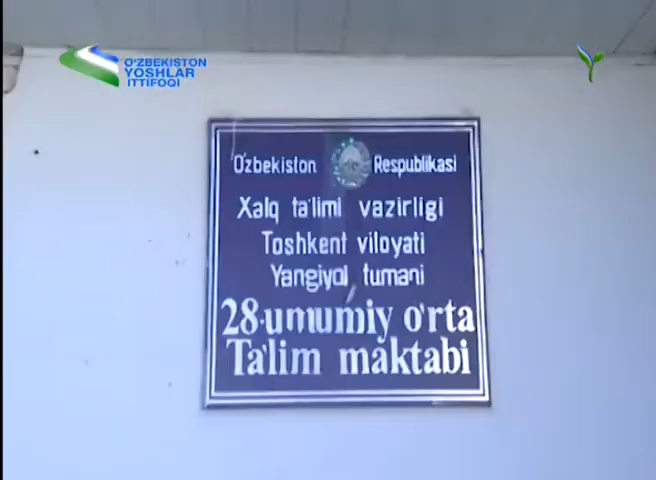 O'ZBEKISTON
YOSHLAR
ITTIFOQI
O'zbekiston Respublikasi
Xalq ta'limi vazirligi
Toshkent viloyati
Yangiyol tumani
28-umumiy o'rta
Ta'lim maktabi